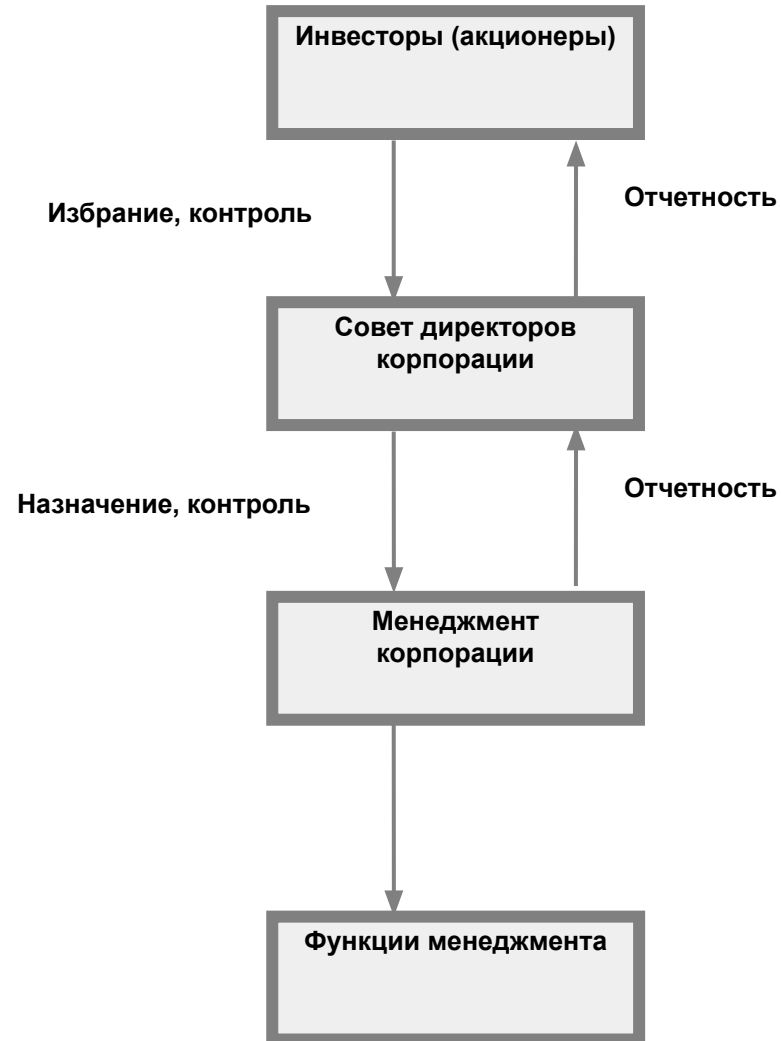 Инвесторы (акционеры)
Избрание, контроль
Отчетность
Совет директоров
корпорации
Назначение, контроль
Отчетность
Менеджмент
корпорации
Функции менеджмента